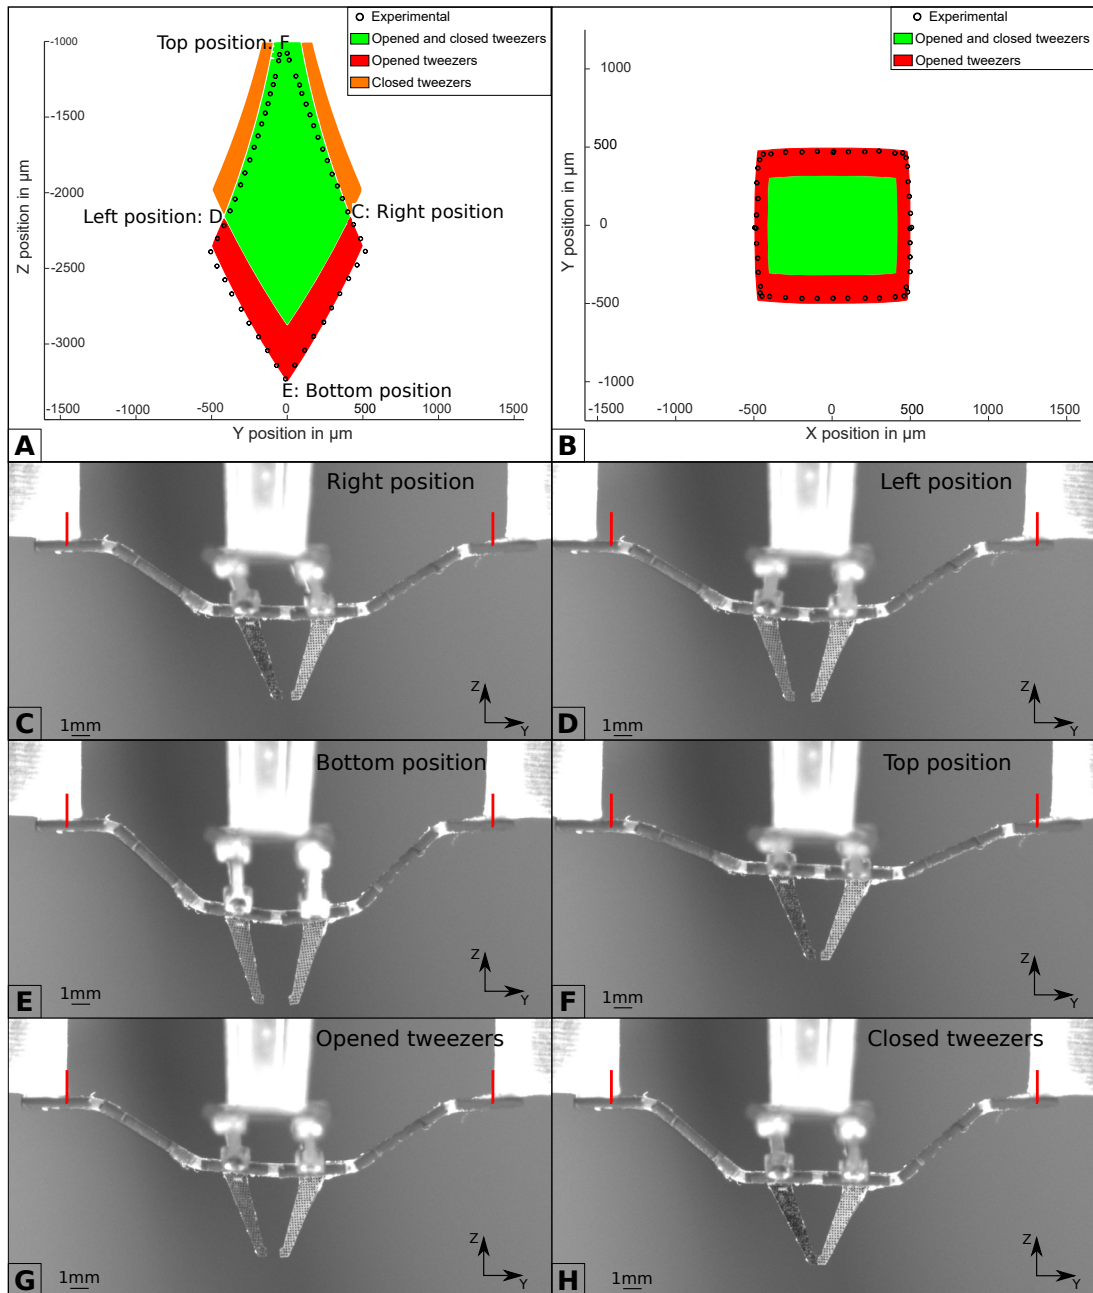 Top position: F
Experimental
Opened and closed tweezers
Opened tweezers
Closed tweezers
-1000
-1500
-2000
-2500
-3000
Z position in µm
Left position: D
C: Right position
E: Bottom position
-1500
-1000
-500
0
500
1000
1500
Y position in µm
A
Experimental
Opened and closed tweezers
Opened tweezers
1000
500
0
-500
-1000
Y position in µm
-1500
-1000
-500
0
500
1000
1500
X position in µm
B
Right position
C
1mm
Z
Y
Left position
D
1mm
Z
Y
Bottom position
E
1mm
Z
Y
Top position
F
1mm
Z
Y
Opened tweezers
G
1mm
Z
Y
Closed tweezers
H
1mm
Z
Y